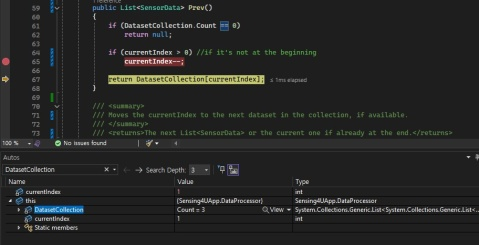 59 public List<SensorData> Prev()
60 {
61 if (DatasetCollection.Count == 0)
62 return null;
63
64 if (currentIndex > 0) //if it's not at the beginning
65 currentIndex--;
66
67 return DatasetCollection[currentIndex]; ≤ 1ms elapsed
68 }
69
70 /// <summary>
71 /// Moves the currentIndex to the next dataset in the collection, if available.
72 /// </summary>
73 /// <returns>The next List<SensorData> or the current one if already at the end.</returns>
100 % No issues found
Autos
DatasetCollection Search Depth: 3
Name Value Type
currentIndex 1 int
this {Sensing4UApp.DataProcessor} Sensing4UApp.DataProcessor
DatasetCollection Count = 3 View System.Collections.Generic.List<System.Collections.Generic.List<
currentIndex 1 int
Static members